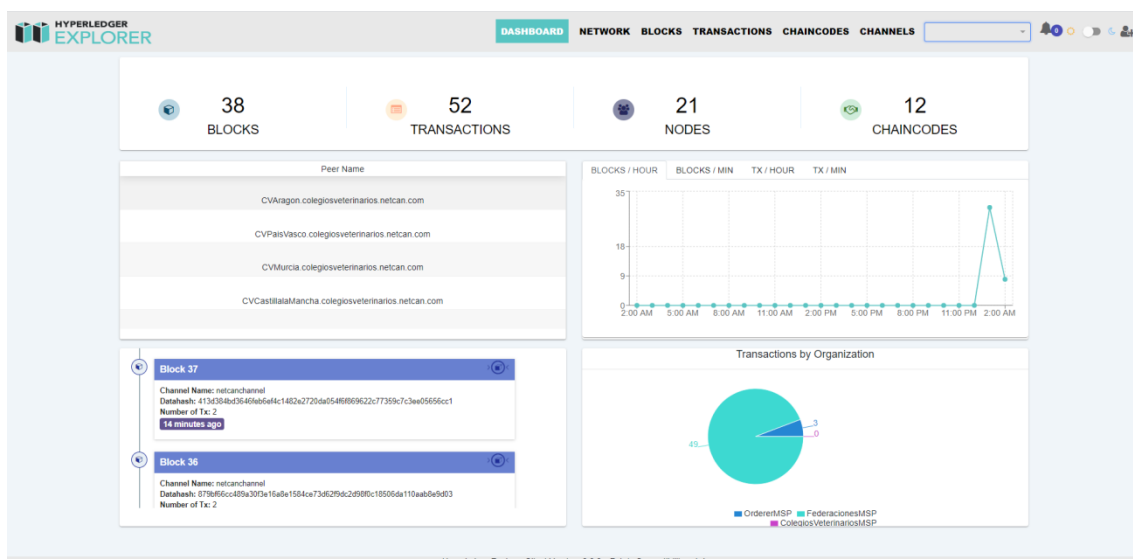 HYPERLEDGER
EXPLORER
DASHBOARD NETWORK BLOCKS TRANSACTIONS CHAINCODES CHANNELS
0
38
BLOCKS
52
TRANSACTIONS
21
NODES
12
CHAINCODES
Peer Name
CVAragon.colegiosveterinarios.netcan.com
CVPaisVasco.colegiosveterinarios.netcan.com
CVMurcia.colegiosveterinarios.netcan.com
CVCastillalaMancha.colegiosveterinarios.netcan.com
BLOCKS / HOUR BLOCKS / MIN TX / HOUR TX / MIN
35
18
9
0
2:00 AM 5:00 AM 8:00 AM 11:00 AM 2:00 PM 5:00 PM 8:00 PM 11:00 PM 2:00 AM
Block 37
Channel Name: netcanchannel
Datahash: 413d384bd3646feb6ef4c1482e2720da054f6f869622c77359c7c3ee05656cc1
Number of Tx: 2
14 minutes ago
Block 36
Channel Name: netcanchannel
Datahash: 879bf66cc489a30f3e16a8e1584ce73d62f9dc2d98f0c18506da110aab8e9d03
Number of Tx: 2
Transactions by Organization
3
0
49
OrdererMSP FederacionesMSP
ColegiosVeterinariosMSP